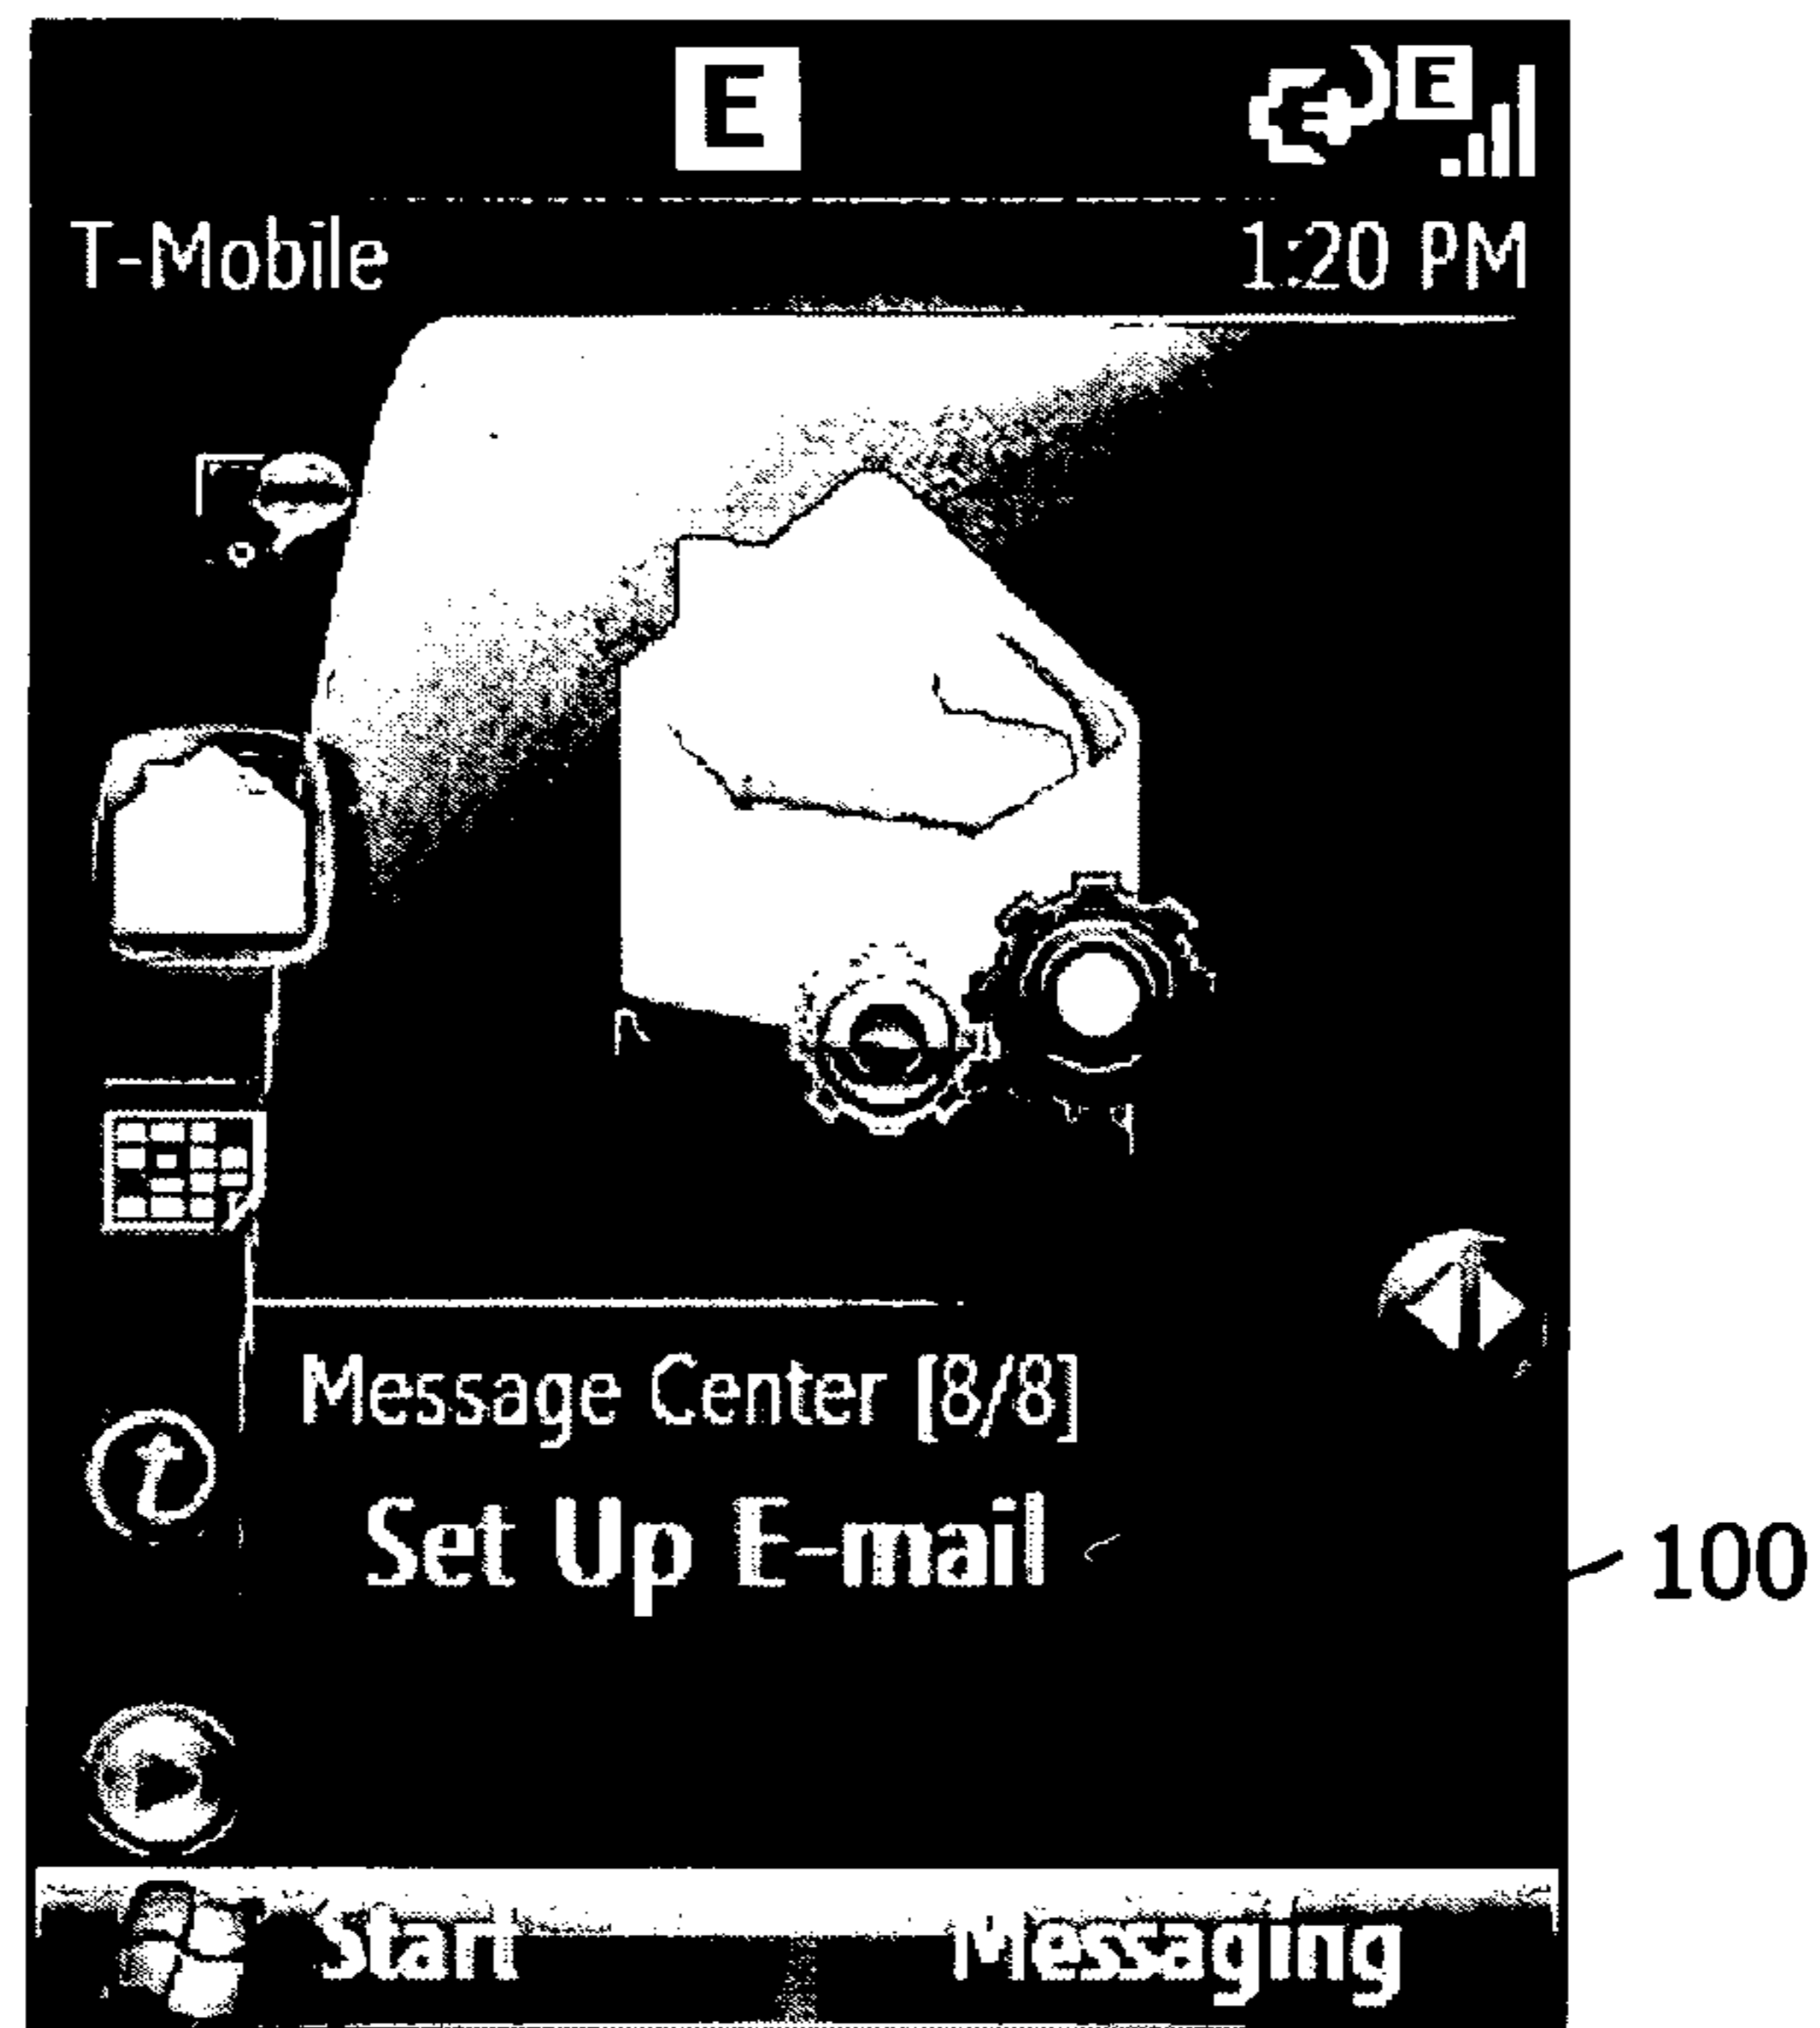 E
E
T-Mobile
1:20 PM
Message Center [8/8]
Set Up E-mail
100
Start
Messaging